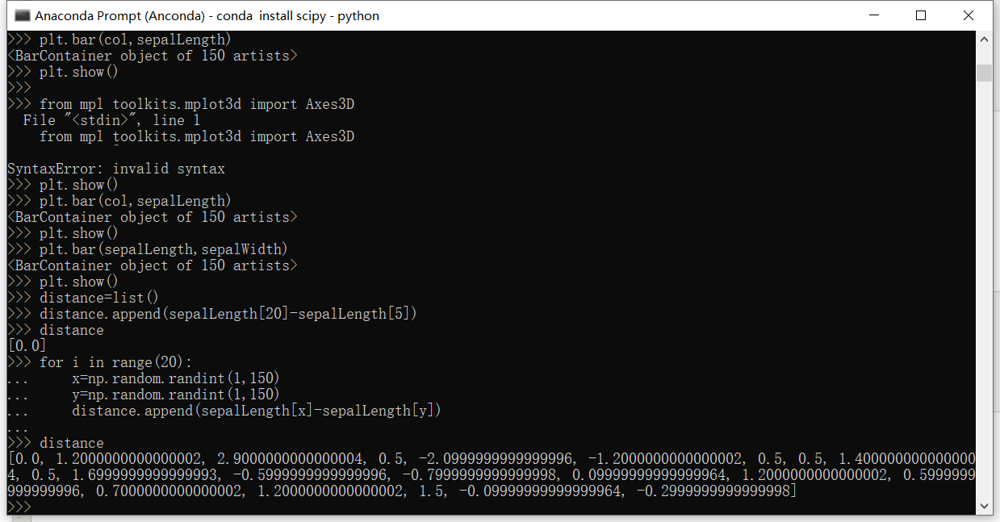 Anaconda Prompt (Anconda) - conda  install scipy - python
>>> plt.bar(col,sepalLength)
<BarContainer object of 150 artists>
>>> plt.show()
>>>
>>> from mpl toolkits.mplot3d import Axes3D
  File "<stdin>", line 1
    from mpl toolkits.mplot3d import Axes3D
             ^
SyntaxError: invalid syntax
>>> plt.show()
>>> plt.bar(col,sepalLength)
<BarContainer object of 150 artists>
>>> plt.show()
>>> plt.bar(sepalLength,sepalWidth)
<BarContainer object of 150 artists>
>>> plt.show()
>>> distance=list()
>>> distance.append(sepalLength[20]-sepalLength[5])
>>> distance
[0.0]
>>> for i in range(20):
...     x=np.random.randint(1,150)
...     y=np.random.randint(1,150)
...     distance.append(sepalLength[x]-sepalLength[y])
...
>>> distance
[0.0, 1.2000000000000002, 2.9000000000000004, 0.5, -2.0999999999999996, -1.2000000000000002, 0.5, 0.5, 1.400000000000000
4, 0.5, 1.6999999999999993, -0.5999999999999996, -0.7999999999999998, 0.09999999999999964, 1.2000000000000002, 0.5999999
999999996, 0.7000000000000002, 1.2000000000000002, 1.5, -0.09999999999999964, -0.2999999999999998]
>>>